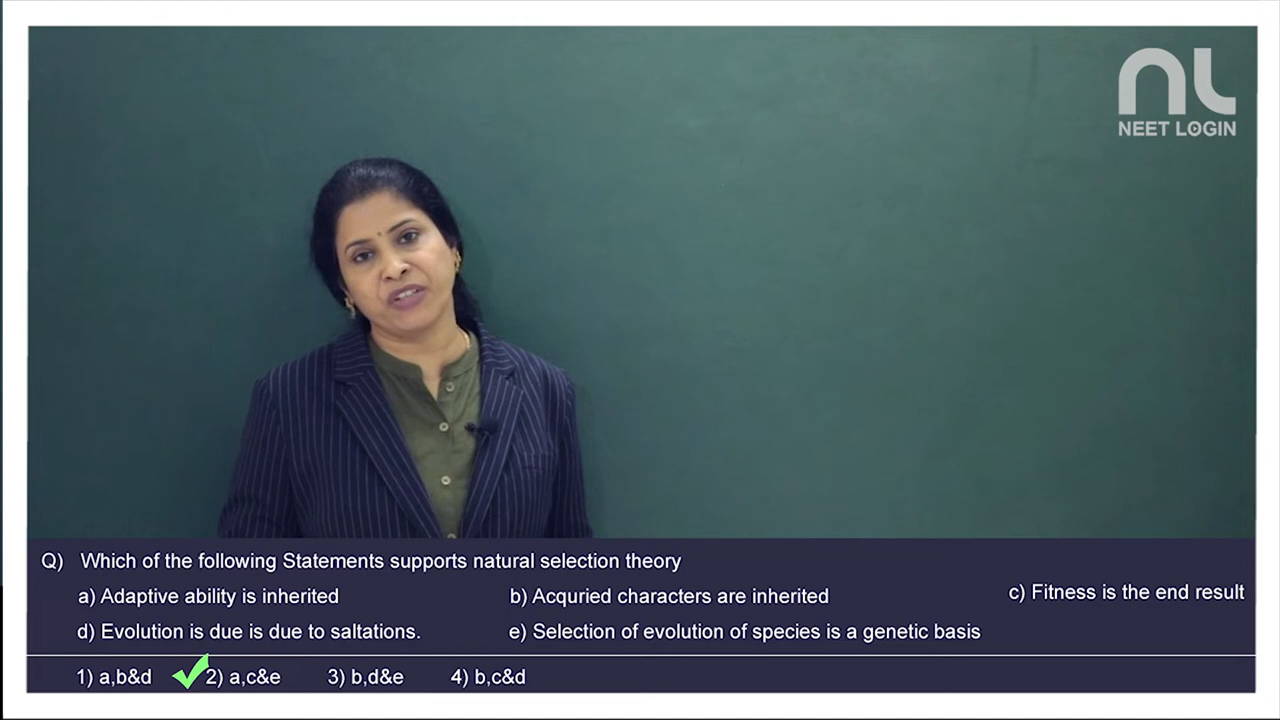 NL
NEET LOGIN
Q) Which of the following Statements supports natural selection theory
a) Adaptive ability is inherited b) Acquried characters are inherited c) Fitness is the end result
d) Evolution is due is due to saltations. e) Selection of evolution of species is a genetic basis
1) a,b&d 2) a,c&e 3) b,d&e 4) b,c&d